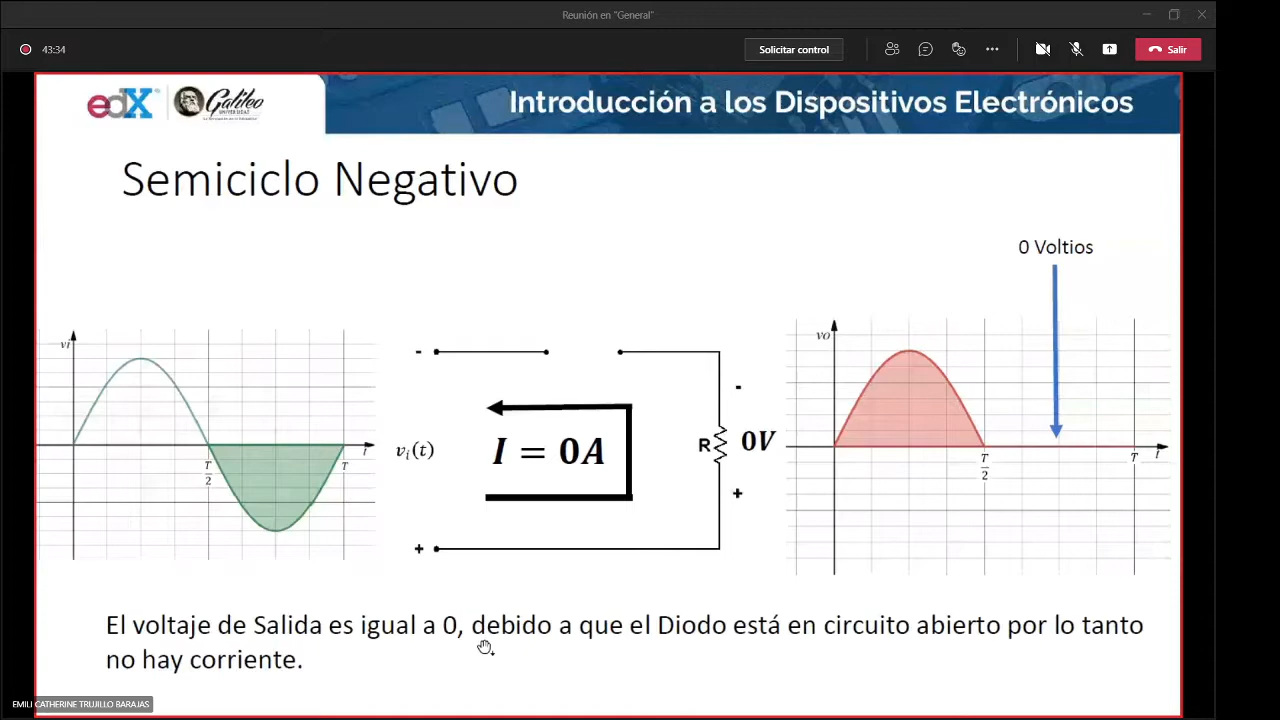 Reunión en "General"
43:34
Solicitar control
Salir
edX
Galileo
UNIVERSIDAD
Introducción a los Dispositivos Electrónicos
Semiciclo Negativo
0 Voltios
vi
T/2
T
t
-
v_i(t)
+
I = 0A
R
-
0V
+
vo
T/2
T
t
El voltaje de Salida es igual a 0, debido a que el Diodo está en circuito abierto por lo tanto
no hay corriente.
EMILI CATHERINE TRUJILLO BARAJAS